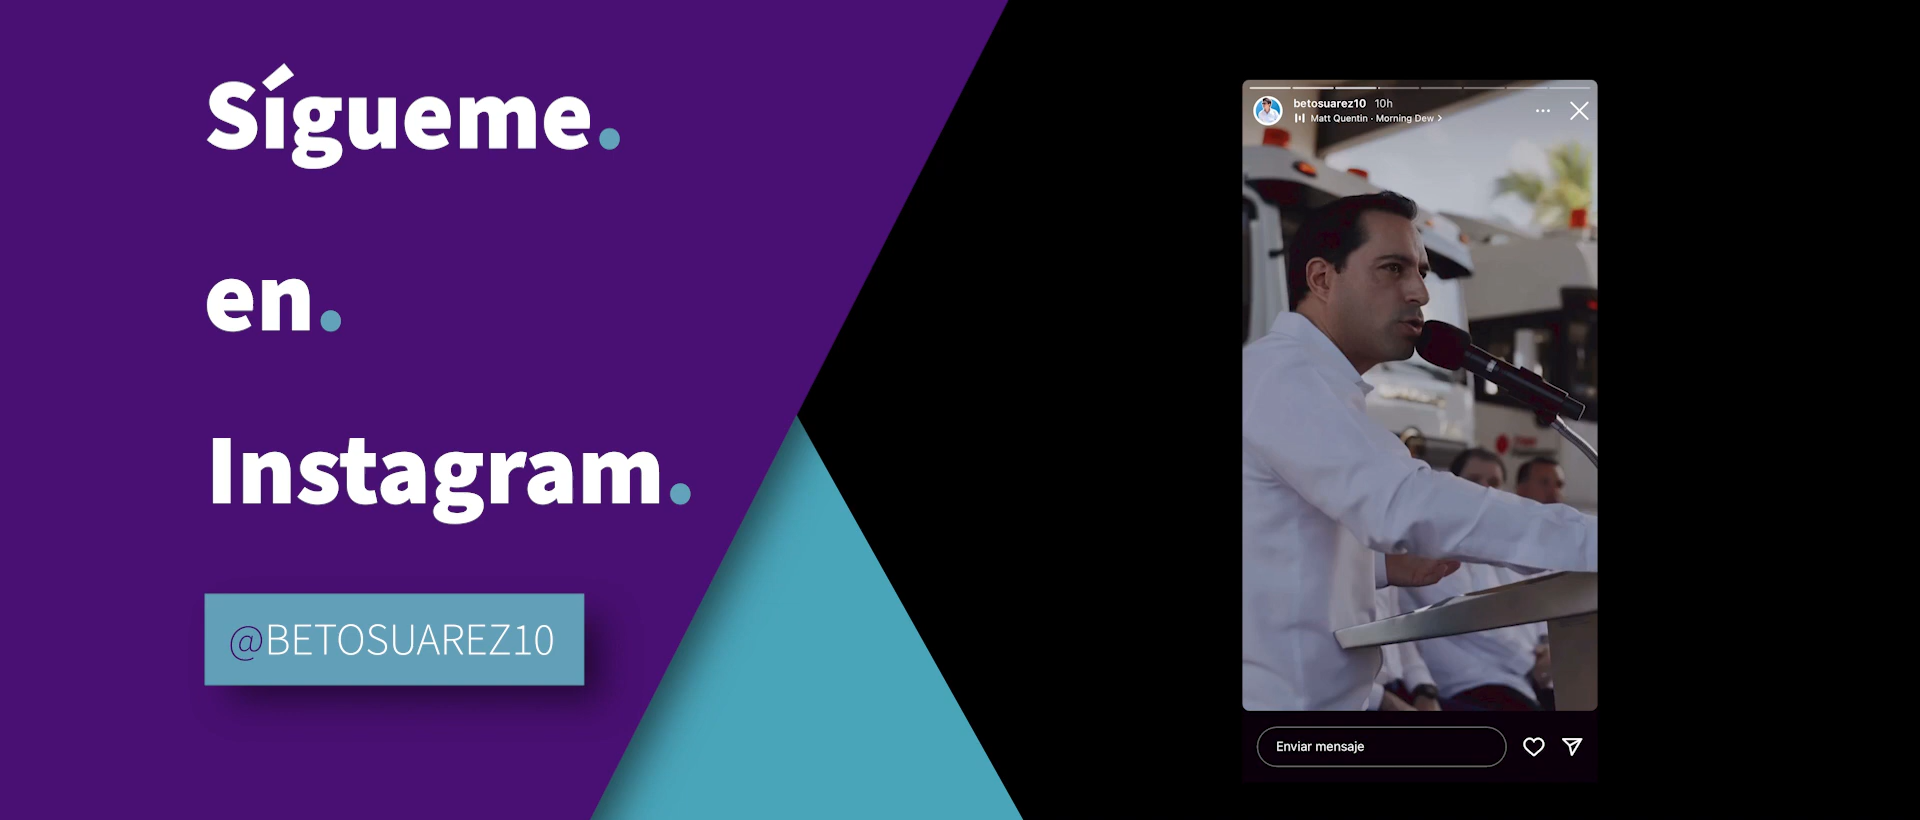 Sígueme.
en.
Instagram.
@BETOSUAREZ10
betosuarez10 10h
Matt Quentin · Morning Dew >
Enviar mensaje